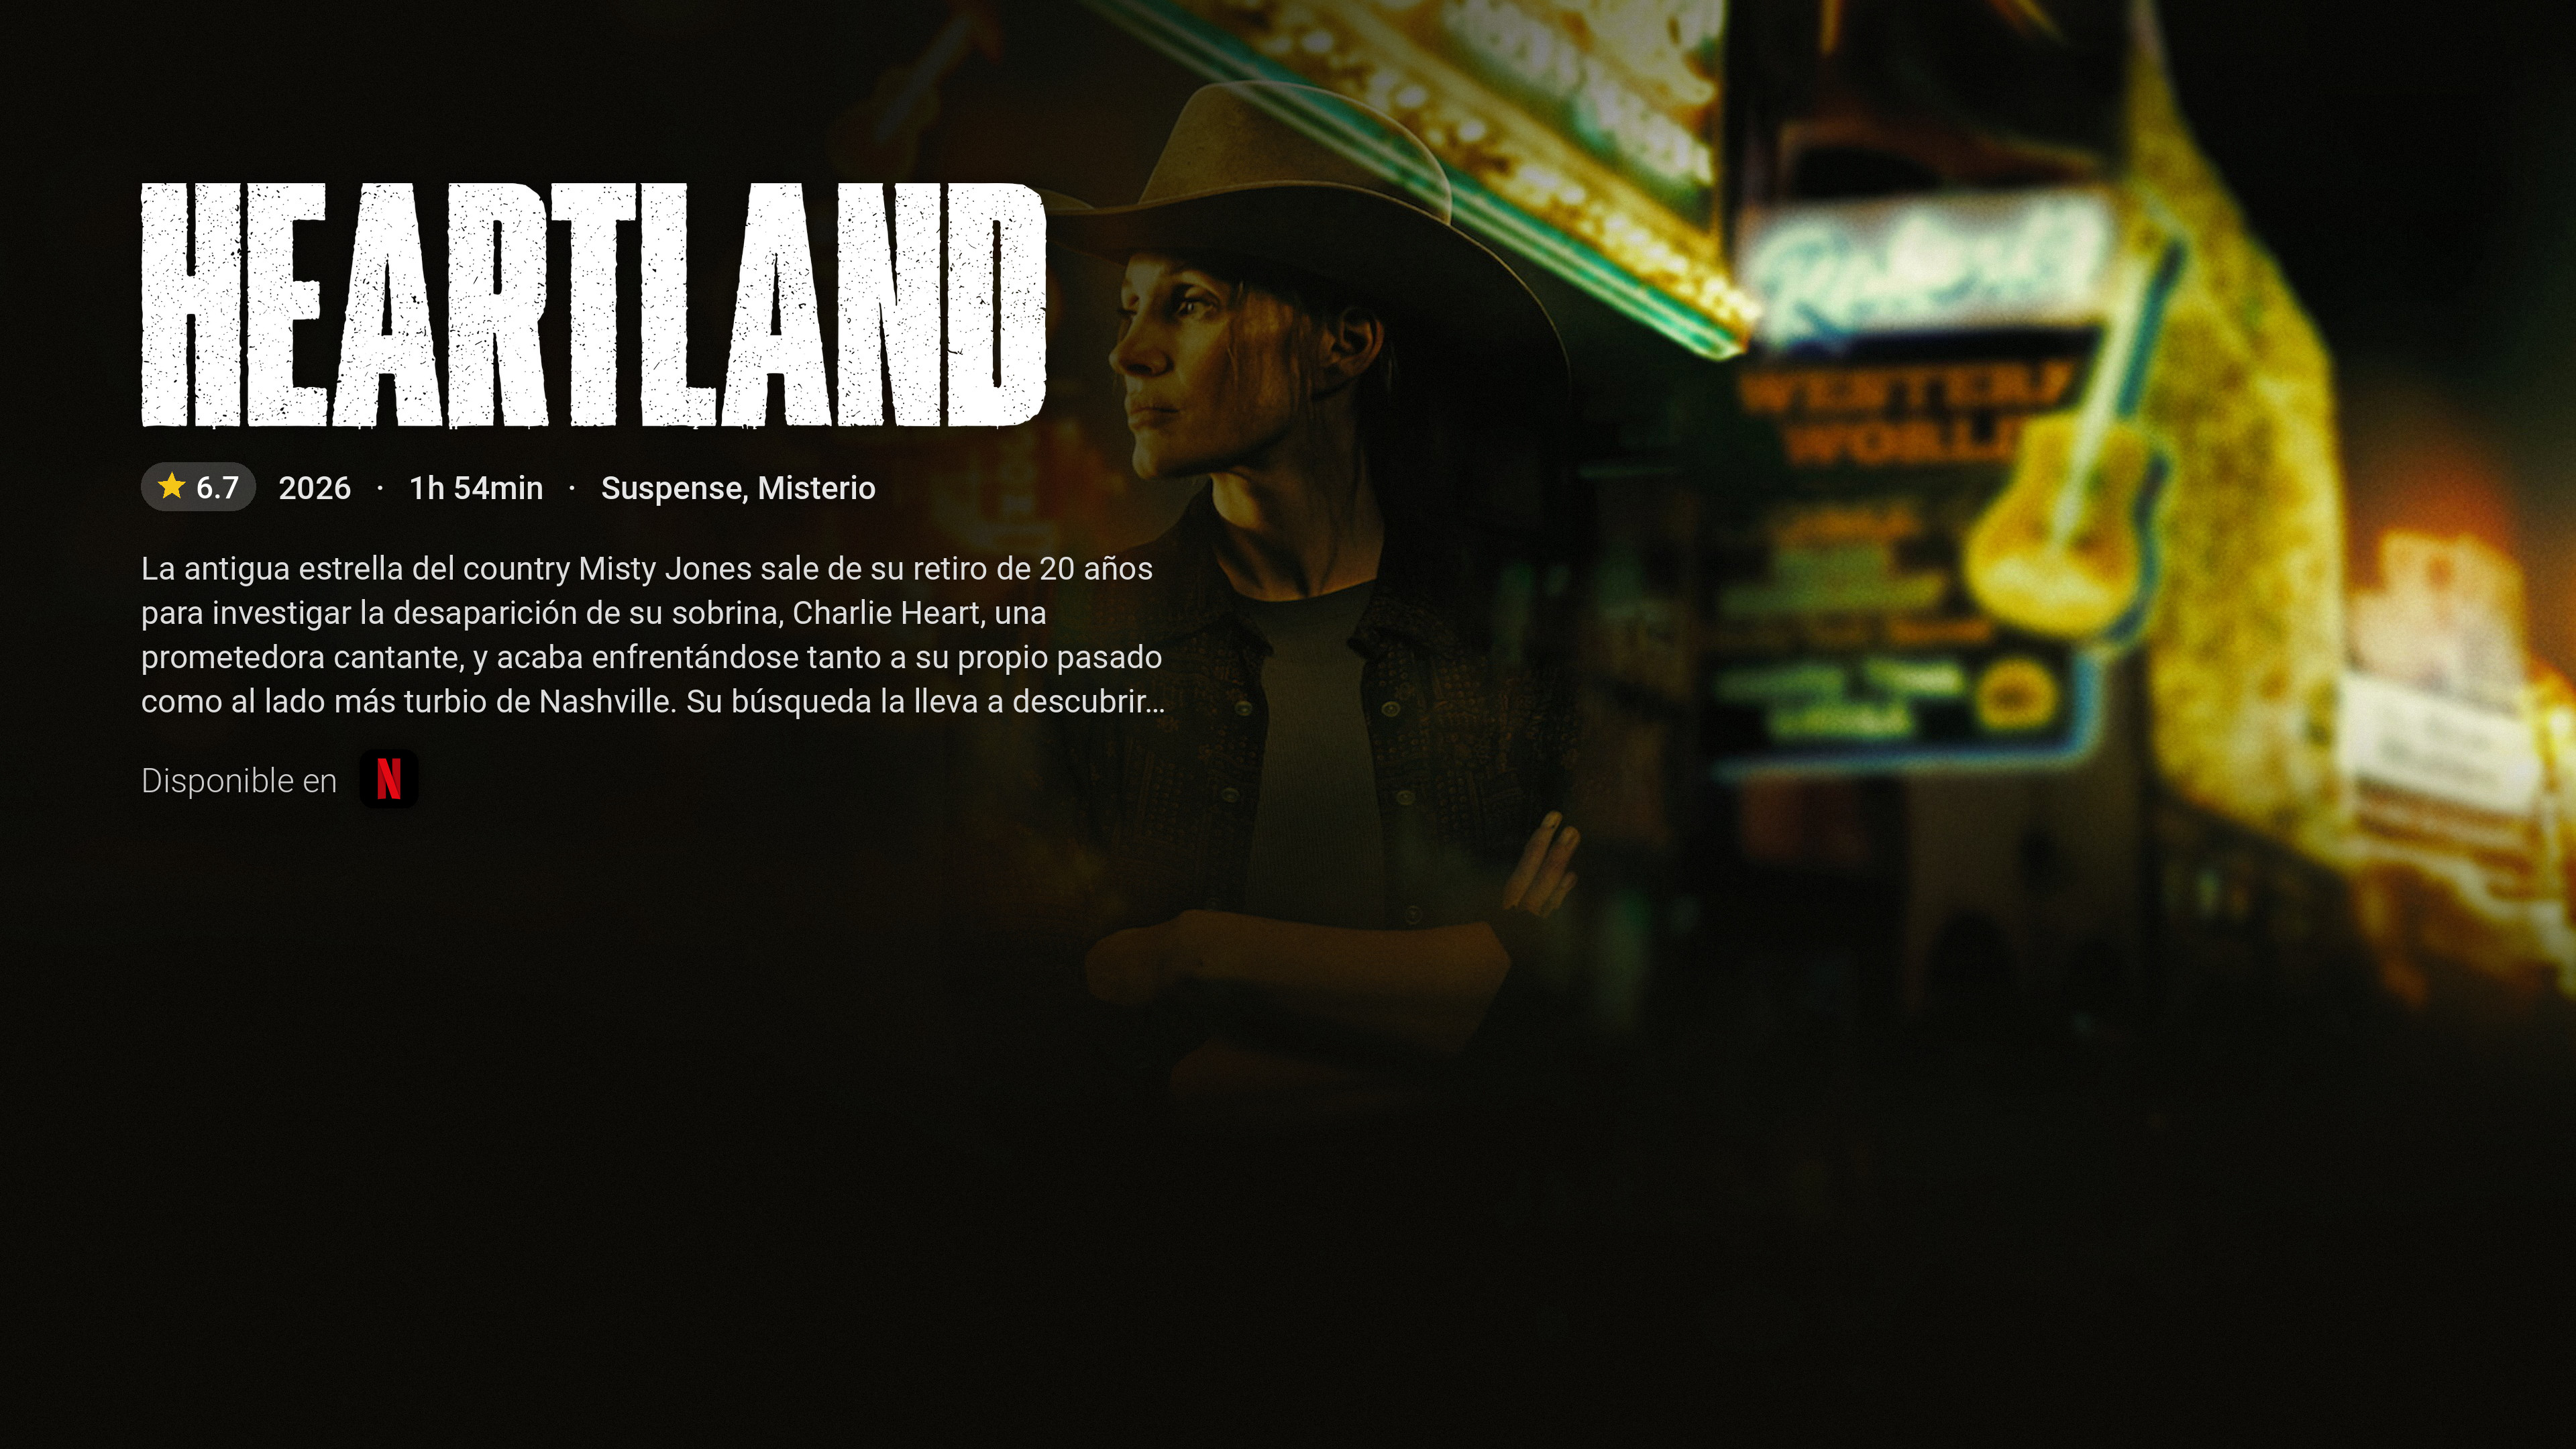 HEARTLAND
6.7 2026 · 1h 54min · Suspense, Misterio
La antigua estrella del country Misty Jones sale de su retiro de 20 años
para investigar la desaparición de su sobrina, Charlie Heart, una
prometedora cantante, y acaba enfrentándose tanto a su propio pasado
como al lado más turbio de Nashville. Su búsqueda la lleva a descubrir...
Disponible en N
WESTERN
WORLD